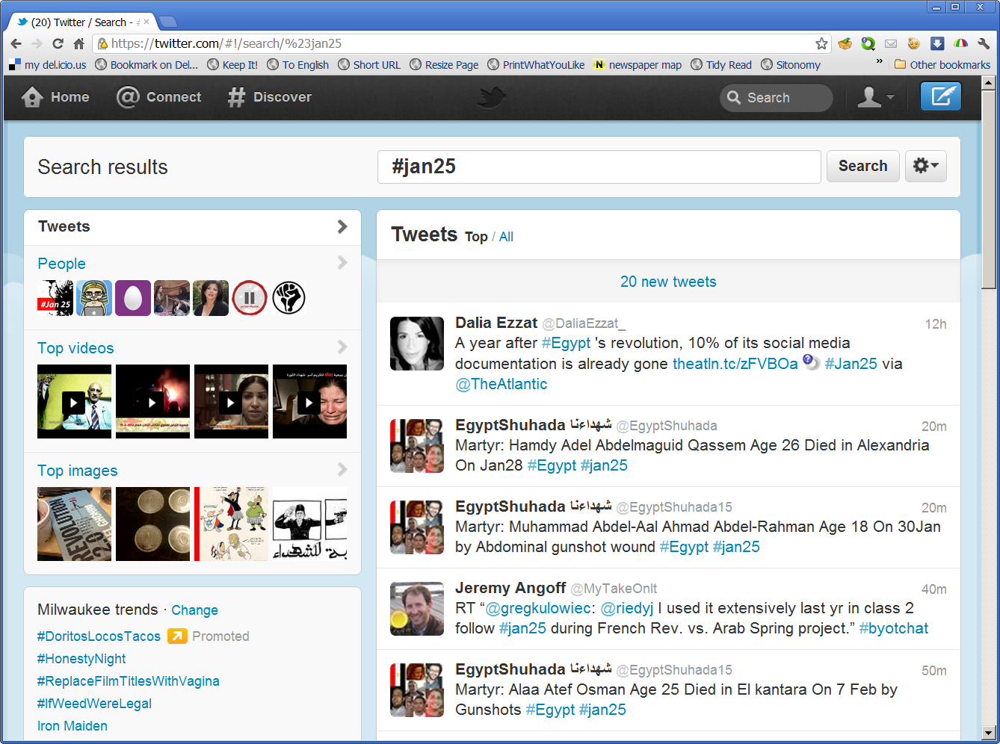 (20) Twitter / Search - #
https://twitter.com/#!/search/%23jan25
my del.icio.us Bookmark on Del... Keep It! To English Short URL Resize Page PrintWhatYouLike N newspaper map Tidy Read Sitonomy » Other bookmarks
Home @ Connect # Discover Search
Search results #jan25 Search
Tweets
People
#Jan 25
Top videos
Top images
REVOLUTION 2.0
Milwaukee trends · Change
#DoritosLocosTacos Promoted
#HonestyNight
#ReplaceFilmTitlesWithVagina
#IfWeedWereLegal
Iron Maiden
Tweets Top / All
20 new tweets
Dalia Ezzat @DaliaEzzat_ 12h
A year after #Egypt 's revolution, 10% of its social media
documentation is already gone theatln.tc/zFVBOa #Jan25 via
@TheAtlantic
EgyptShuhada شهداءنا @EgyptShuhada 20m
Martyr: Hamdy Adel Abdelmaguid Qassem Age 26 Died in Alexandria
On Jan28 #Egypt #jan25
EgyptShuhada شهداءنا @EgyptShuhada15 20m
Martyr: Muhammad Abdel-Aal Ahmad Abdel-Rahman Age 18 On 30Jan
by Abdominal gunshot wound #Egypt #jan25
Jeremy Angoff @MyTakeOnIt 40m
RT “@gregkulowiec: @riedyj I used it extensively last yr in class 2
follow #jan25 during French Rev. vs. Arab Spring project.” #byotchat
EgyptShuhada شهداءنا @EgyptShuhada15 50m
Martyr: Alaa Atef Osman Age 25 Died in El kantara On 7 Feb by
Gunshots #Egypt #jan25